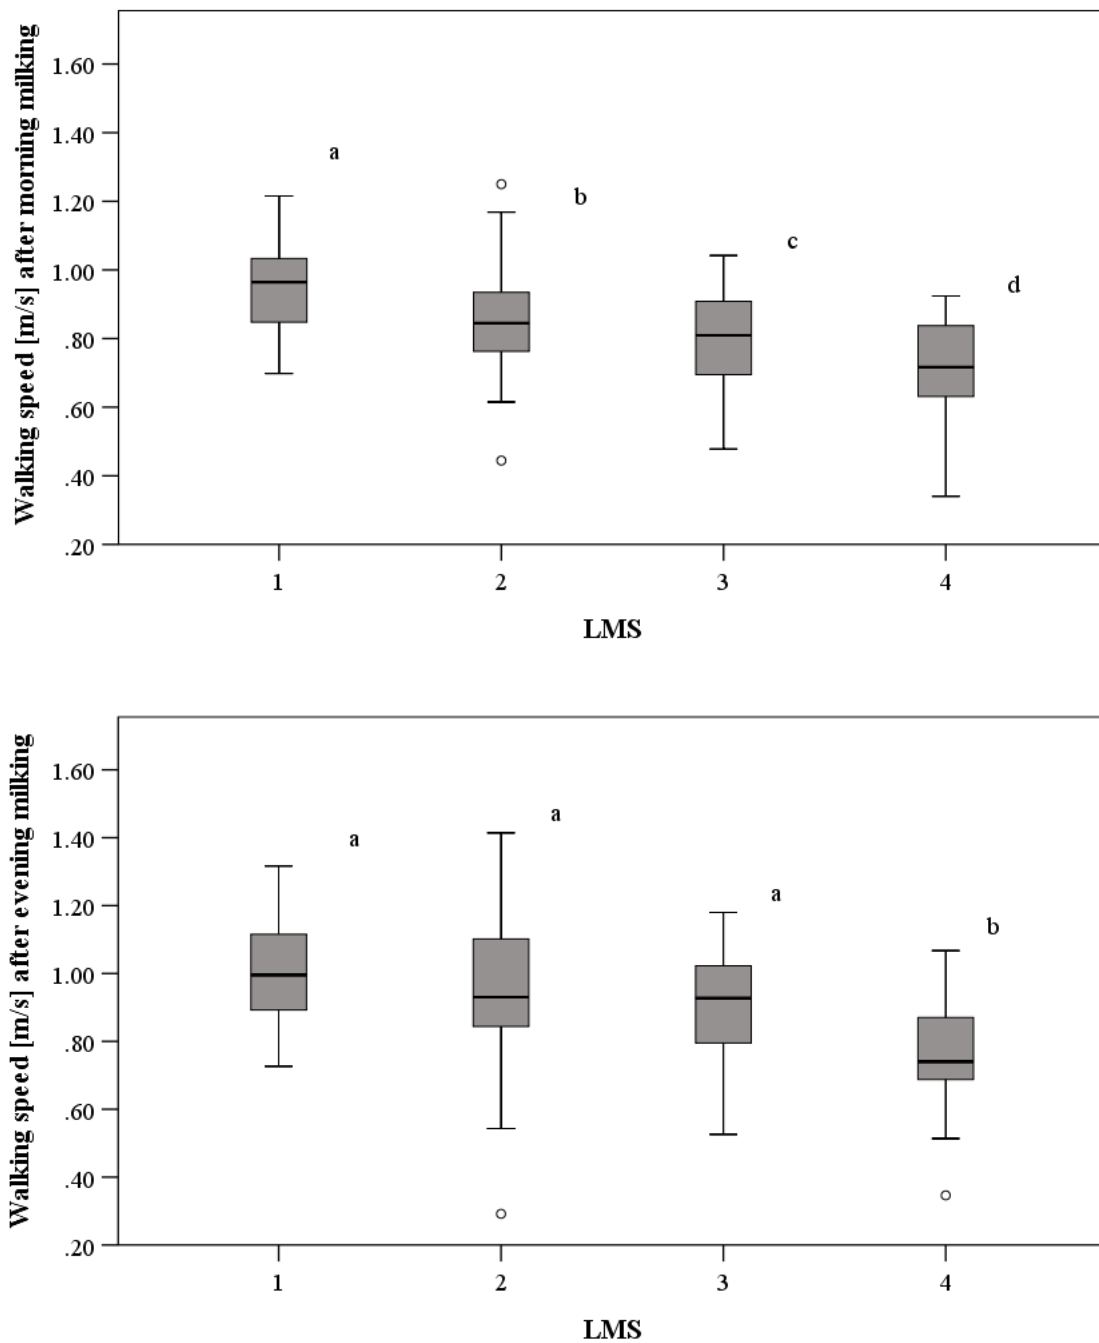 Walking speed [m/s] after morning milking
1.60
1.40
1.20
1.00
.80
.60
.40
.20
a
b
c
d
1
2
3
4
LMS
Walking speed [m/s] after evening milking
1.60
1.40
1.20
1.00
.80
.60
.40
.20
a
a
a
b
1
2
3
4
LMS